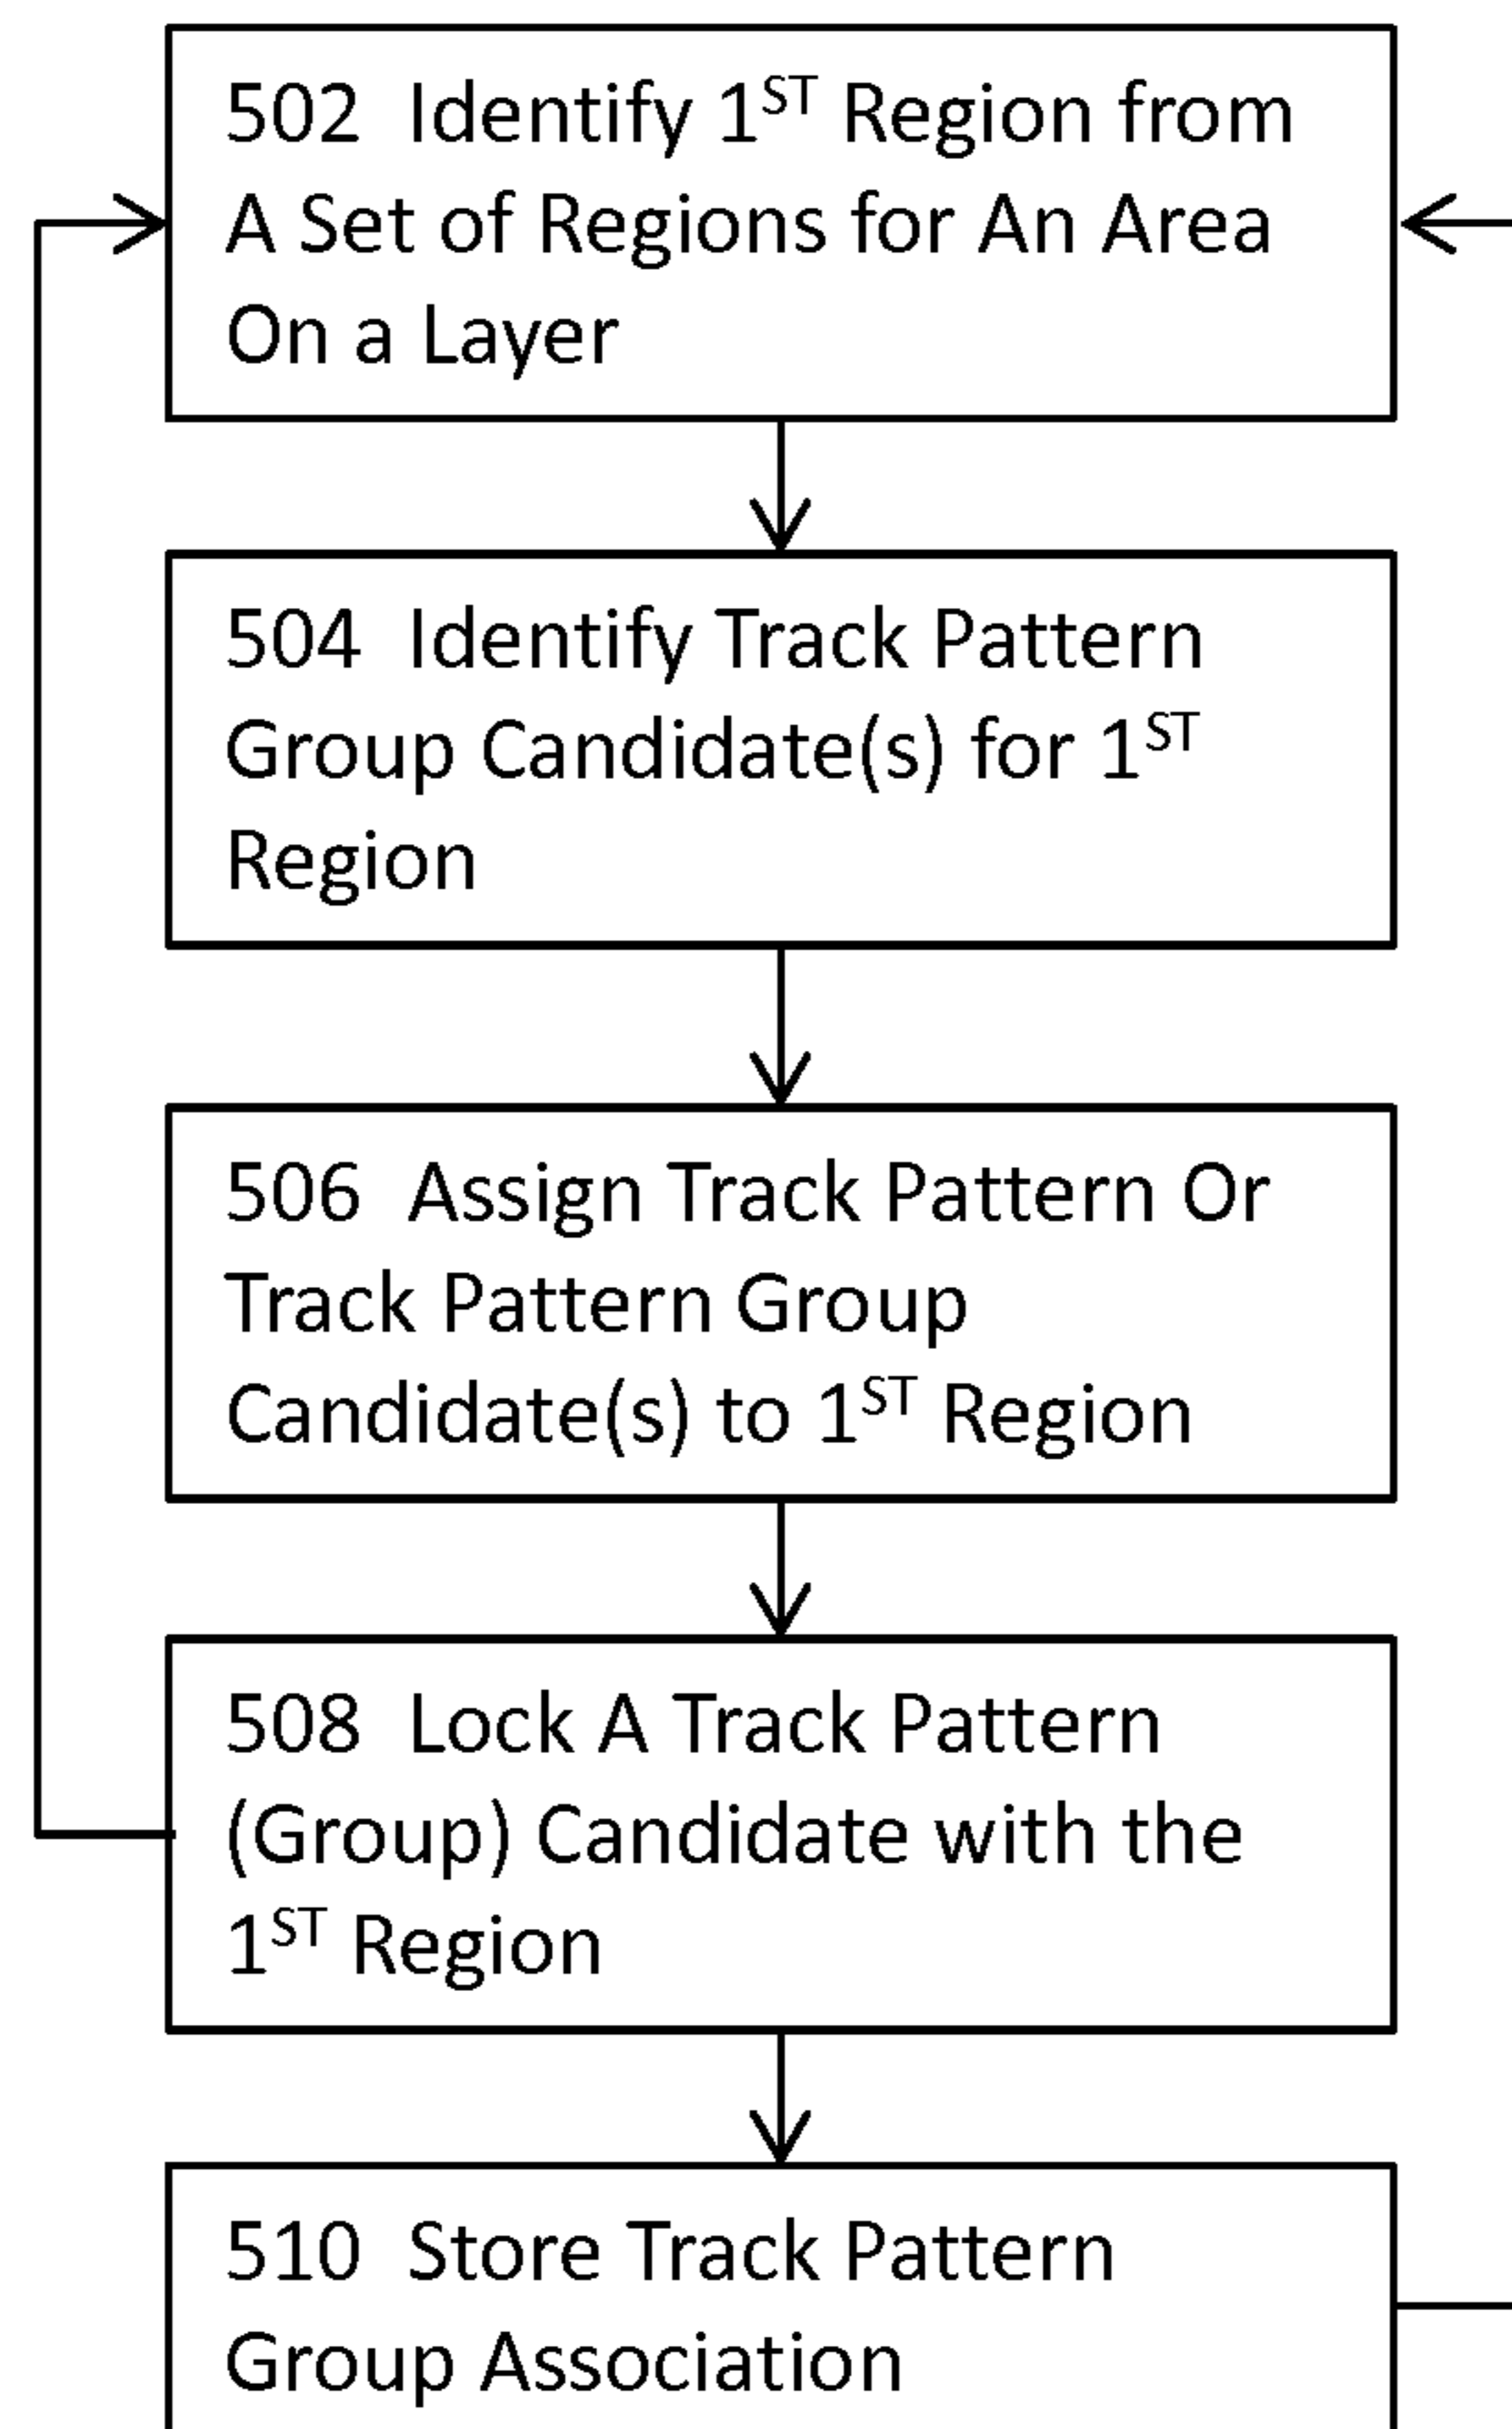 502 Identify 1ST Region from
A Set of Regions for An Area
On a Layer
504 Identify Track Pattern
Group Candidate(s) for 1ST
Region
506 Assign Track Pattern Or
Track Pattern Group
Candidate(s) to 1ST Region
508 Lock A Track Pattern
(Group) Candidate with the
1ST Region
510 Store Track Pattern
Group Association